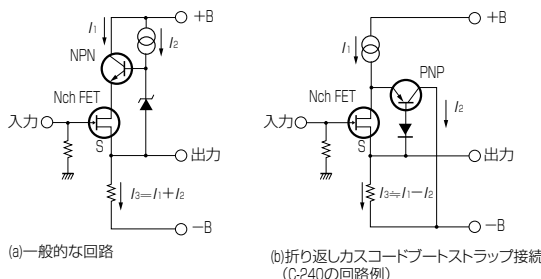 +B
I1
I2
NPN
Nch FET
入力
S
出力
I3=I1+I2
−B
(a)一般的な回路
+B
I1
PNP
Nch FET
I2
入力
S
出力
I3≒I1−I2
−B
(b)折り返しカスコードブートストラップ接続
(C-240の回路例)